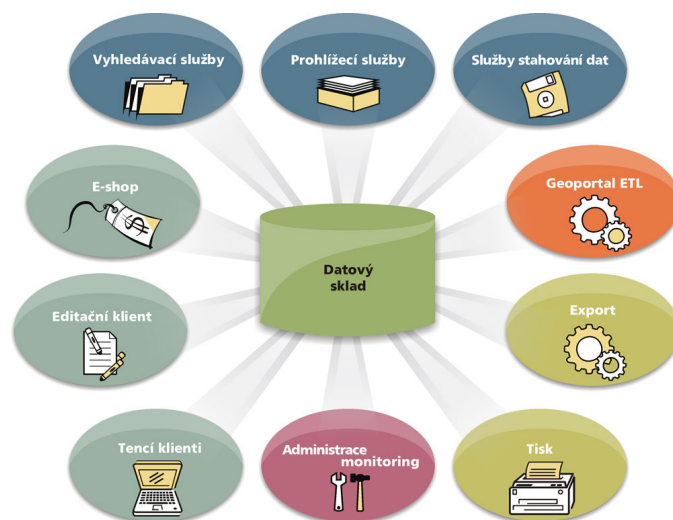 Vyhledávací služby
Prohlížecí služby
Služby stahování dat
E-shop
Geoportal ETL
Datový
sklad
Editační klient
Export
Tencí klienti
Administrace
monitoring
Tisk